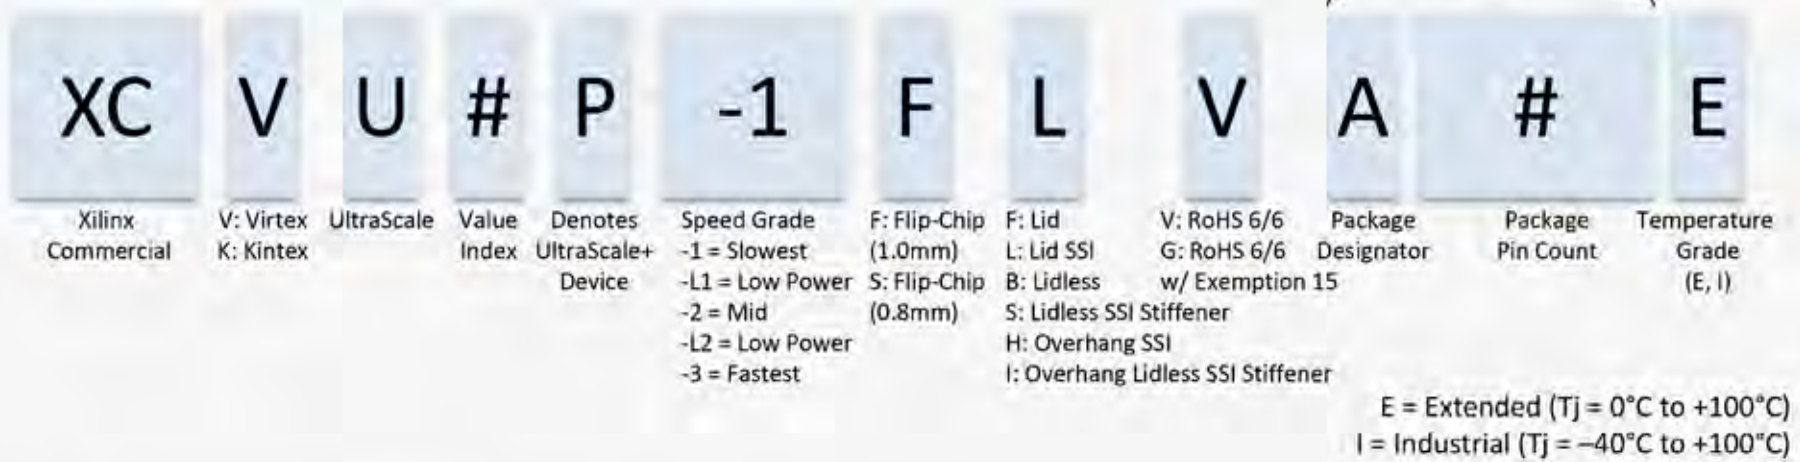 XC V U # P -1 F L V A # E
Xilinx
Commercial
V: Virtex
K: Kintex
UltraScale
Value
Index
Denotes
UltraScale+
Device
Speed Grade
-1 = Slowest
-L1 = Low Power
-2 = Mid
-L2 = Low Power
-3 = Fastest
F: Flip-Chip
(1.0mm)
S: Flip-Chip
(0.8mm)
F: Lid
L: Lid SSI
B: Lidless
S: Lidless SSI Stiffener
H: Overhang SSI
I: Overhang Lidless SSI Stiffener
V: RoHS 6/6
G: RoHS 6/6
w/ Exemption 15
Package
Designator
Package
Pin Count
Temperature
Grade
(E, I)
E = Extended (Tj = 0°C to +100°C)
I = Industrial (Tj = –40°C to +100°C)